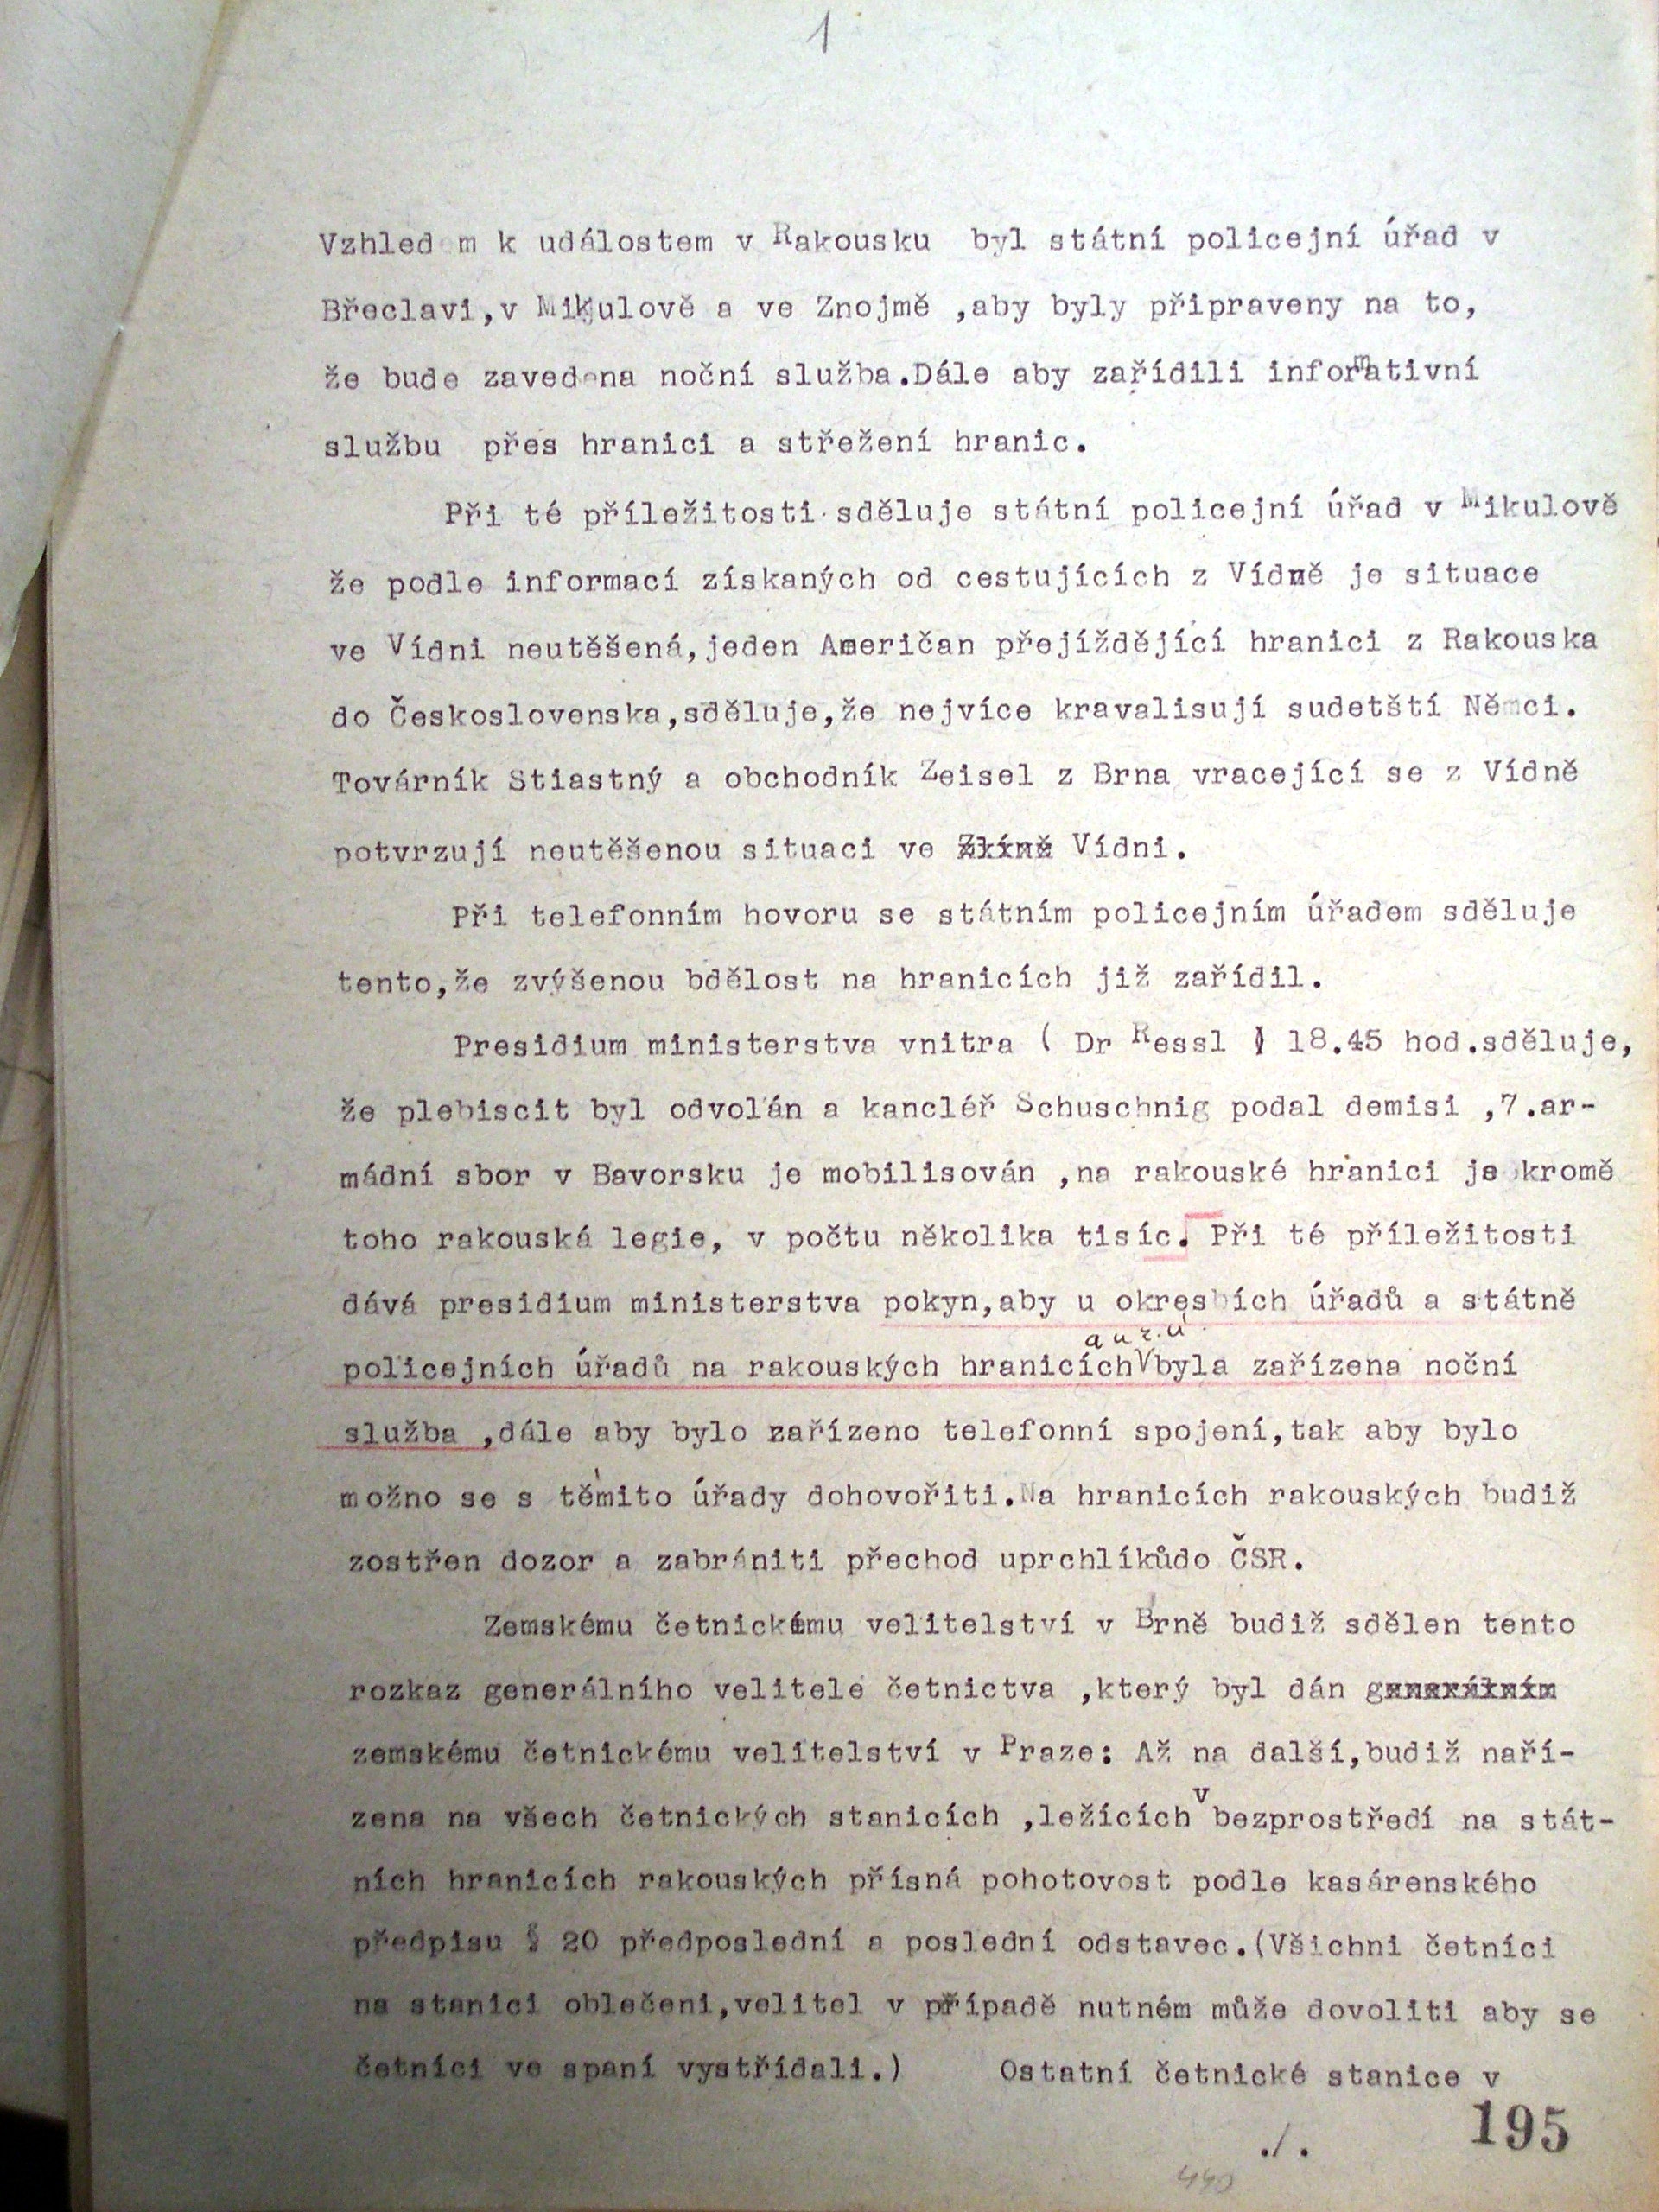 1
Vzhledem k událostem v Rakousku byl státní policejní úřad v
Břeclavi,v Mikulově a ve Znojmě ,aby byly připraveny na to,
že bude zavedena noční služba.Dále aby zařídili informativní
službu přes hranici a střežení hranic.
Při té příležitosti sděluje státní policejní úřad v Mikulově
že podle informací získaných od cestujících z Vídně je situace
ve Vídni neutěšená,jeden Američan přejíždějící hranici z Rakouska
do Československa,sděluje,že nejvíce kravalisují sudetští Němci.
Továrník Stiastný a obchodník Zeisel z Brna vracející se z Vídně
potvrzují neutěšenou situaci ve Zlíně Vídni.
Při telefonním hovoru se státním policejním úřadem sděluje
tento,že zvýšenou bdělost na hranicích již zařídil.
Presidium ministerstva vnitra ( Dr Ressl ) 18.45 hod.sděluje,
že plebiscit byl odvolán a kancléř Schuschnig podal demisi ,7.ar-
mádní sbor v Bavorsku je mobilisován ,na rakouské hranici je kromě
toho rakouská legie, v počtu několika tisíc. Při té příležitosti
dává presidium ministerstva pokyn,aby u okresních úřadů a státně
a u z.ú.
policejních úřadů na rakouských hranicích byla zařízena noční
služba ,dále aby bylo zařízeno telefonní spojení,tak aby bylo
možno se s těmito úřady dohovořiti.Na hranicích rakouských budiž
zostřen dozor a zabrániti přechod uprchlíkůdo ČSR.
Zemskému četnickému velitelství v Brně budiž sdělen tento
rozkaz generálního velitele četnictva ,který byl dán generálním
zemskému četnickému velitelství v Praze: Až na další,budiž naří-
zena na všech četnických stanicích ,ležících v bezprostředí na stát-
ních hranicích rakouských přísná pohotovost podle kasárenského
předpisu § 20 předposlední a poslední odstavec.(Všichni četníci
na stanici oblečeni,velitel v případě nutném může dovoliti aby se
četníci ve spaní vystřídali.) Ostatní četnické stanice v
./.
195
440